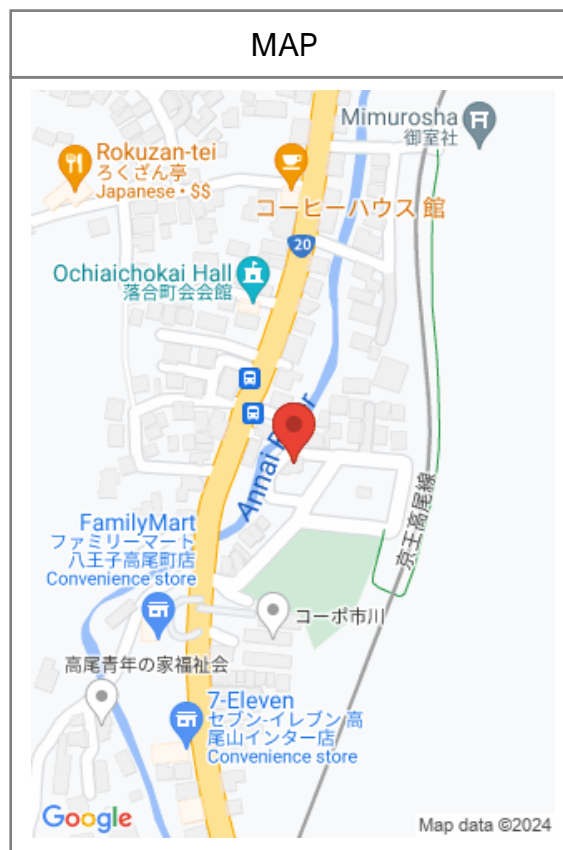 MAP
Mimurosha
御室社
Rokuzan-tei
ろくざん亭
Japanese・$$
コーヒーハウス 館
20
Ochiaichokai Hall
落合町会会館
Annai
京王高尾線
FamilyMart
ファミリーマート
八王子高尾町店
Convenience store
コーポ市川
高尾青年の家福祉会
7-Eleven
セブン-イレブン 高
尾山インター店
Convenience store
Google
Map data ©2024